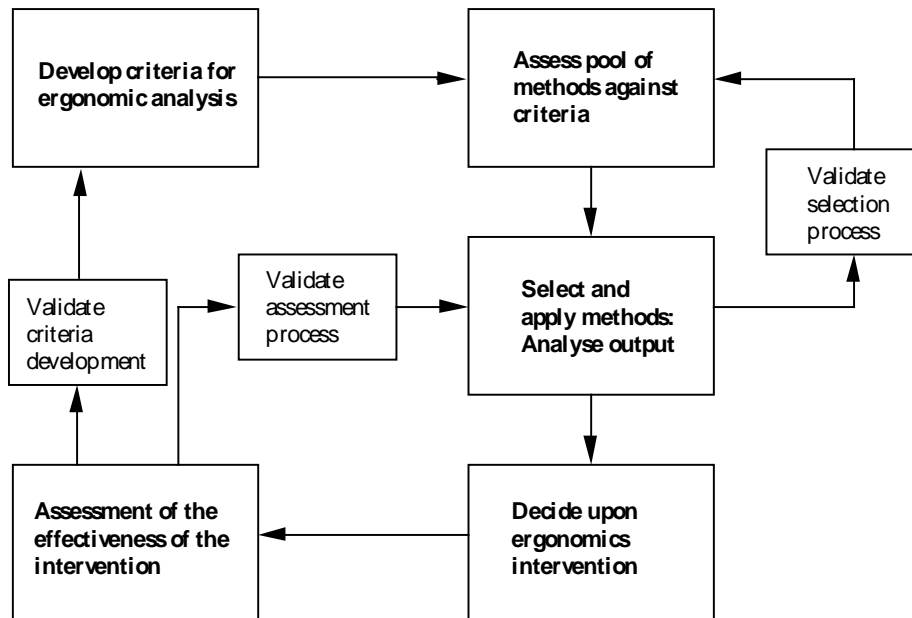 Develop criteria for
ergonomic analysis
Assess pool of
methods against
criteria
Validate
selection
process
Validate
criteria
development
Validate
assessment
process
Select and
apply methods:
Analyse output
Assessment of the
effectiveness of the
intervention
Decide upon
ergonomics
intervention